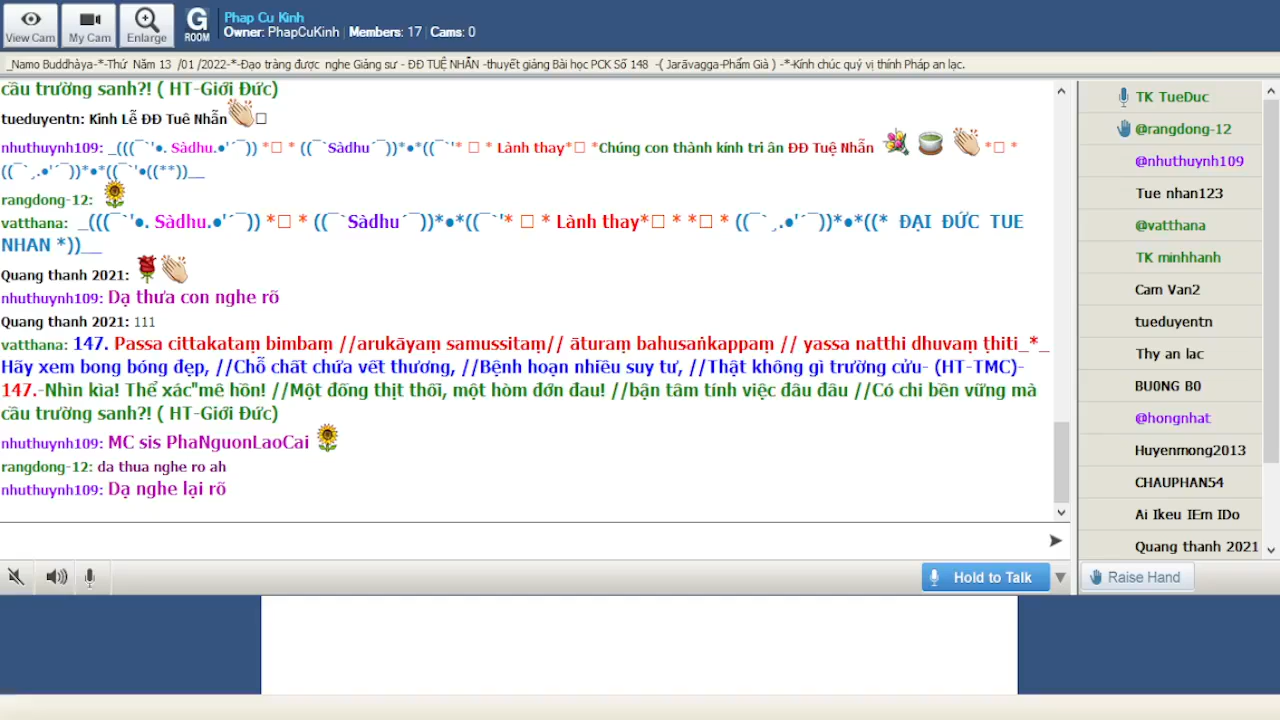 View Cam
My Cam
Enlarge
G
ROOM
Phap Cu Kinh
Owner: PhapCuKinh | Members: 17 | Cams: 0
_Namo Buddhàya-*-Thứ Năm 13 /01 /2022-*-Đạo tràng được nghe Giảng sư - ĐĐ TUỆ NHẪN -thuyết giảng Bài học PCK Số 148 -( Jarāvagga-Phẩm Già ) -*-Kính chúc quý vị thính Pháp an lạc.
cầu trường sanh?! ( HT-Giới Đức)
tueduyentn: Kính Lễ ĐĐ Tuê Nhẫn
nhuthuynh109: _(((¯`'•. Sàdhu.•'´¯)) *□ * ((¯`Sàdhu´¯))*•*((¯`'* □ * Lành thay*□ *Chúng con thành kính tri ân ĐĐ Tuệ Nhẫn *□ *
((¯`¸.•'´¯))*•*((¯`'•((**))__
rangdong-12:
vatthana: _(((¯`'•. Sàdhu.•'´¯)) *□ * ((¯`Sàdhu´¯))*•*((¯`'* □ * Lành thay*□ * *□ * ((¯`¸.•'´¯))*•*((* ĐẠI ĐỨC TUE
NHAN *))__
Quang thanh 2021:
nhuthuynh109: Dạ thưa con nghe rõ
Quang thanh 2021: 111
vatthana: 147. Passa cittakataṃ bimbaṃ //arukāyaṃ samussitaṃ// āturaṃ bahusaṅkappaṃ // yassa natthi dhuvaṃ ṭhiti_*_
Hãy xem bong bóng đẹp, //Chỗ chất chứa vết thương, //Bệnh hoạn nhiều suy tư, //Thật không gì trường cửu- (HT-TMC)-
147.-Nhìn kìa! Thể xác"mê hồn! //Một đống thịt thối, một hòm đớn đau! //bận tâm tính việc đâu đâu //Có chi bền vững mà
cầu trường sanh?! ( HT-Giới Đức)
nhuthuynh109: MC sis PhaNguonLaoCai
rangdong-12: da thua nghe ro ah
nhuthuynh109: Dạ nghe lại rõ
Hold to Talk
TK TueDuc
@rangdong-12
@nhuthuynh109
Tue nhan123
@vatthana
TK minhhanh
Cam Van2
tueduyentn
Thy an lac
BU0NG B0
@hongnhat
Huyenmong2013
CHAUPHAN54
Ai Ikeu IEm IDo
Quang thanh 2021
Raise Hand